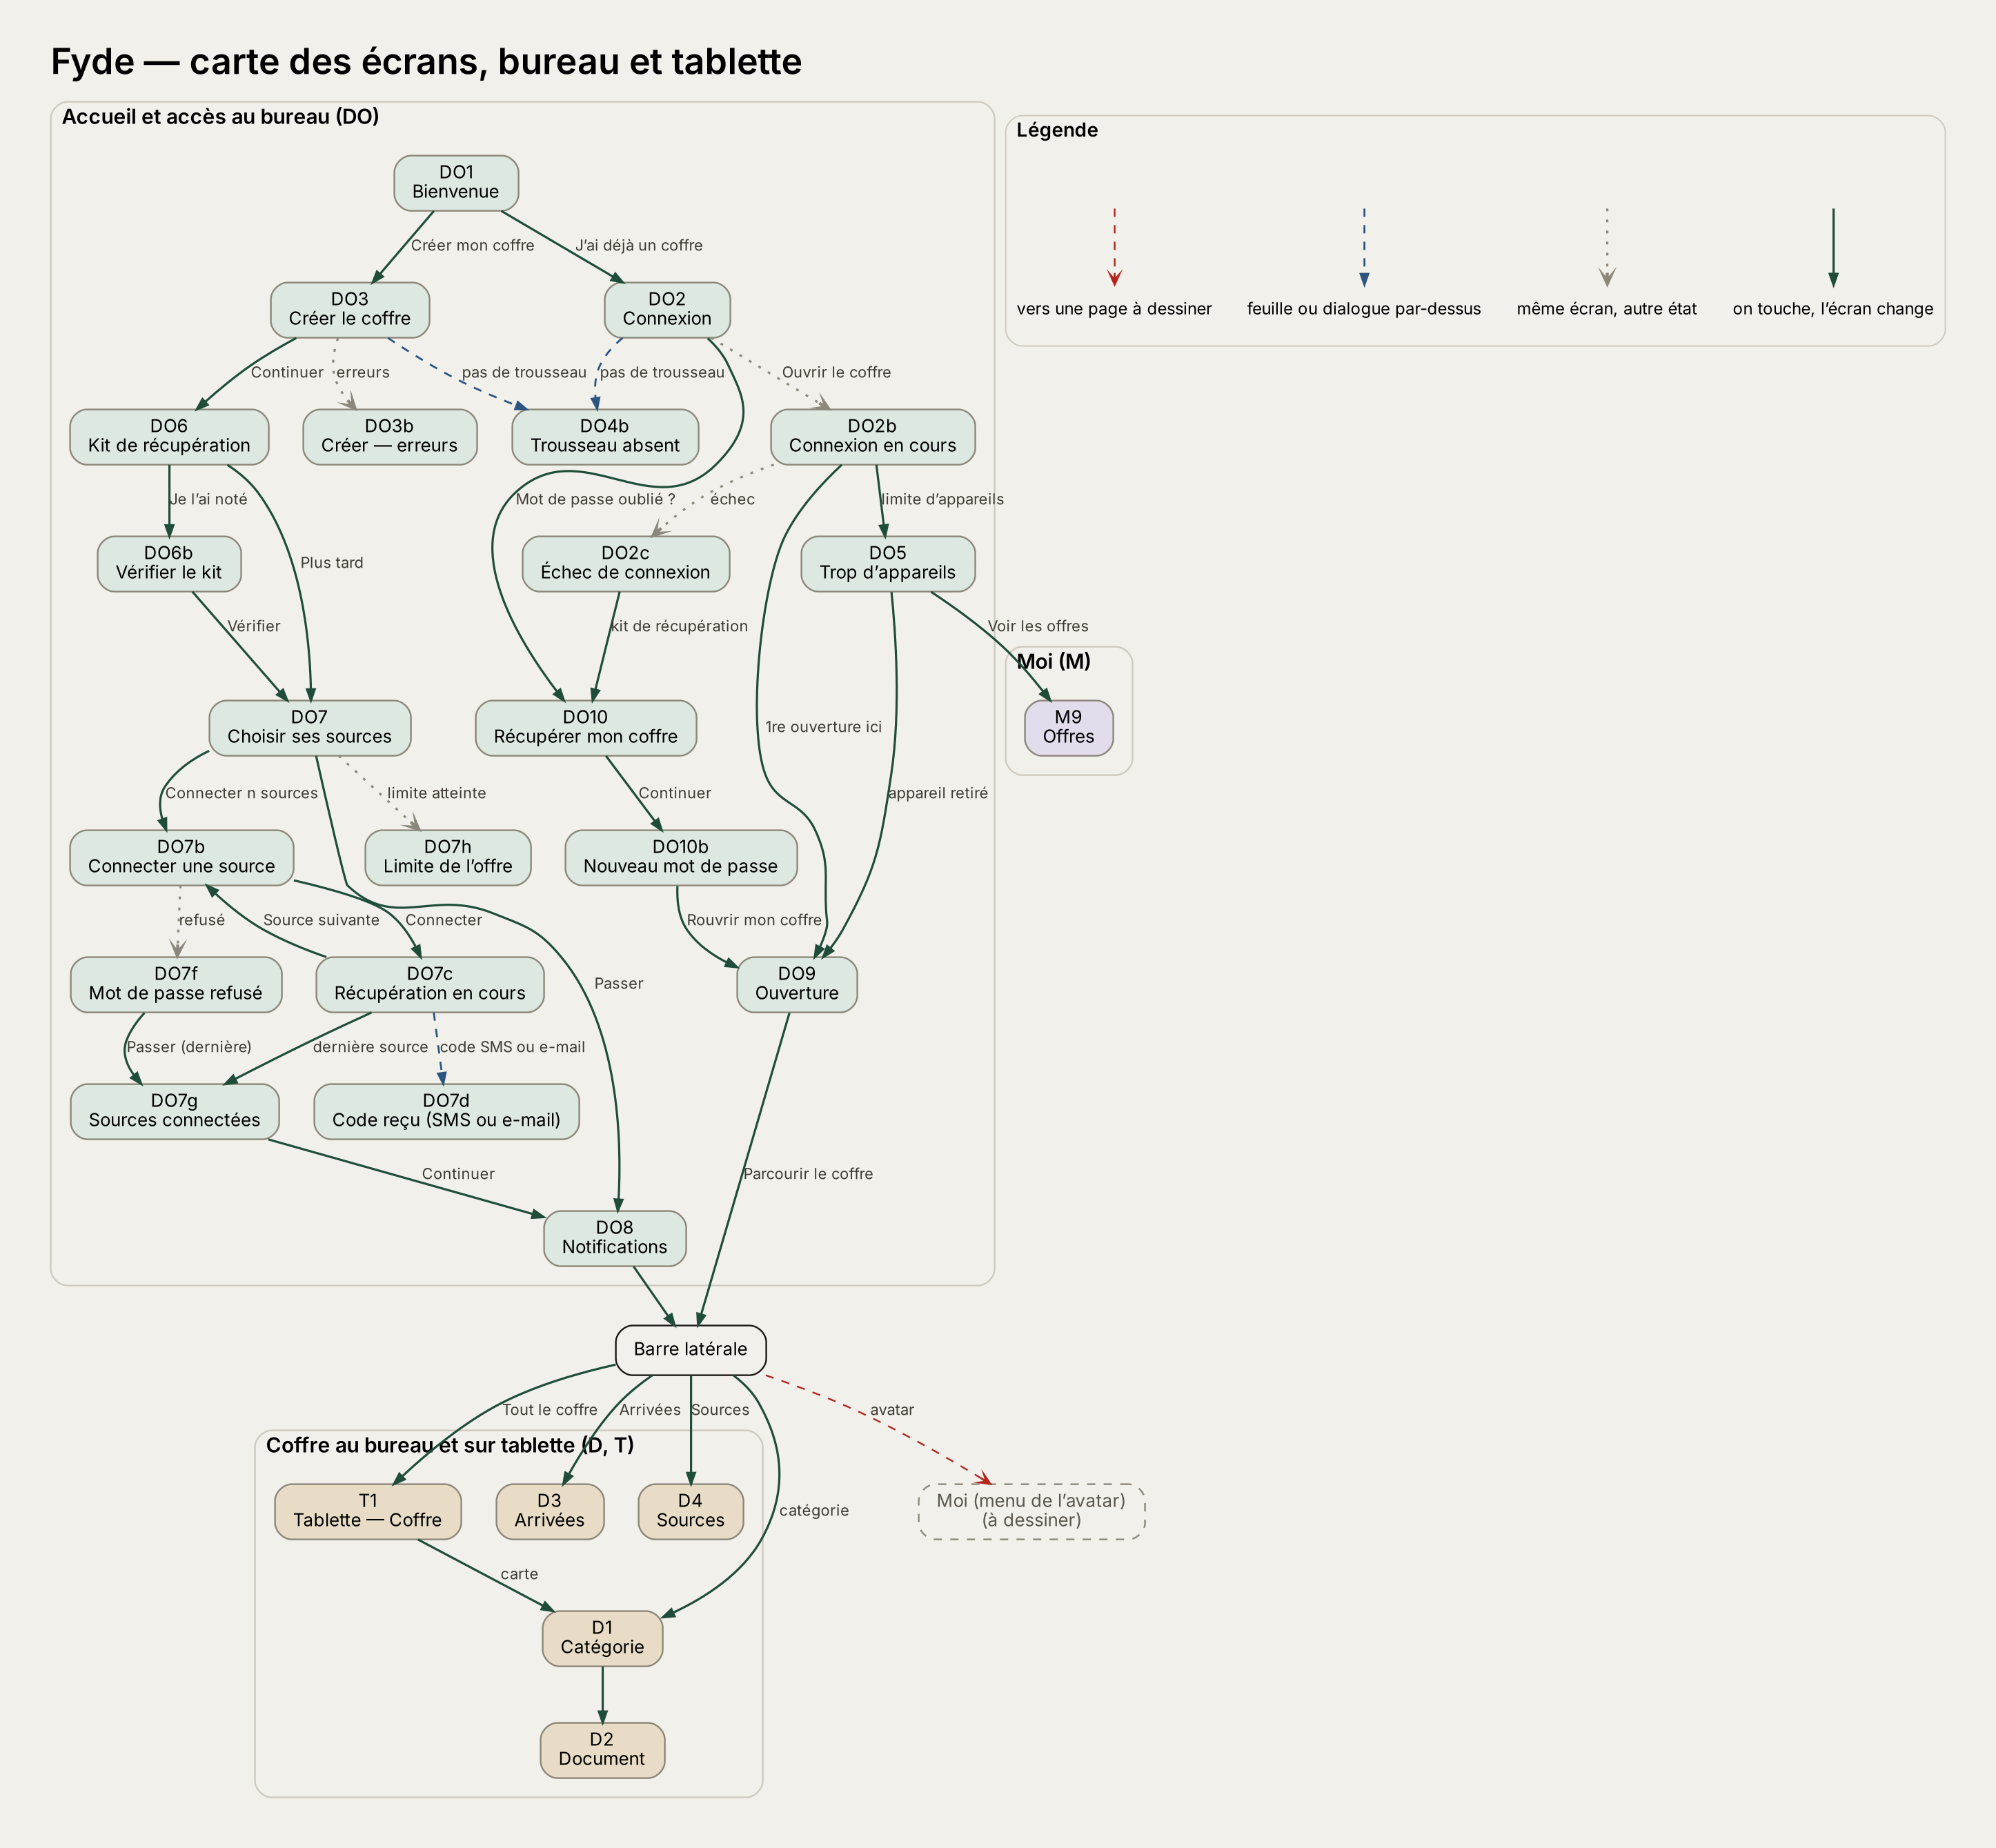 Fyde — carte des écrans, bureau et tablette
Accueil et accès au bureau (DO)
Légende
DO1
Bienvenue
vers une page à dessiner
feuille ou dialogue par-dessus
même écran, autre état
on touche, l’écran change
Créer mon coffre
J’ai déjà un coffre
DO3
Créer le coffre
DO2
Connexion
Continuer
erreurs
pas de trousseau
pas de trousseau
Ouvrir le coffre
DO6
Kit de récupération
DO3b
Créer — erreurs
DO4b
Trousseau absent
DO2b
Connexion en cours
Je l’ai noté
Mot de passe oublié ?
échec
limite d’appareils
DO6b
Vérifier le kit
Plus tard
DO2c
Échec de connexion
DO5
Trop d’appareils
Vérifier
kit de récupération
Voir les offres
Moi (M)
DO7
Choisir ses sources
DO10
Récupérer mon coffre
1re ouverture ici
M9
Offres
Connecter n sources
limite atteinte
Continuer
appareil retiré
DO7b
Connecter une source
DO7h
Limite de l’offre
DO10b
Nouveau mot de passe
refusé
Source suivante
Connecter
Rouvrir mon coffre
DO7f
Mot de passe refusé
DO7c
Récupération en cours
Passer
DO9
Ouverture
Passer (dernière)
dernière source
code SMS ou e-mail
DO7g
Sources connectées
DO7d
Code reçu (SMS ou e-mail)
Continuer
Parcourir le coffre
DO8
Notifications
Barre latérale
Tout le coffre
Arrivées
Sources
avatar
Coffre au bureau et sur tablette (D, T)
T1
Tablette — Coffre
D3
Arrivées
D4
Sources
catégorie
Moi (menu de l’avatar)
(à dessiner)
carte
D1
Catégorie
D2
Document